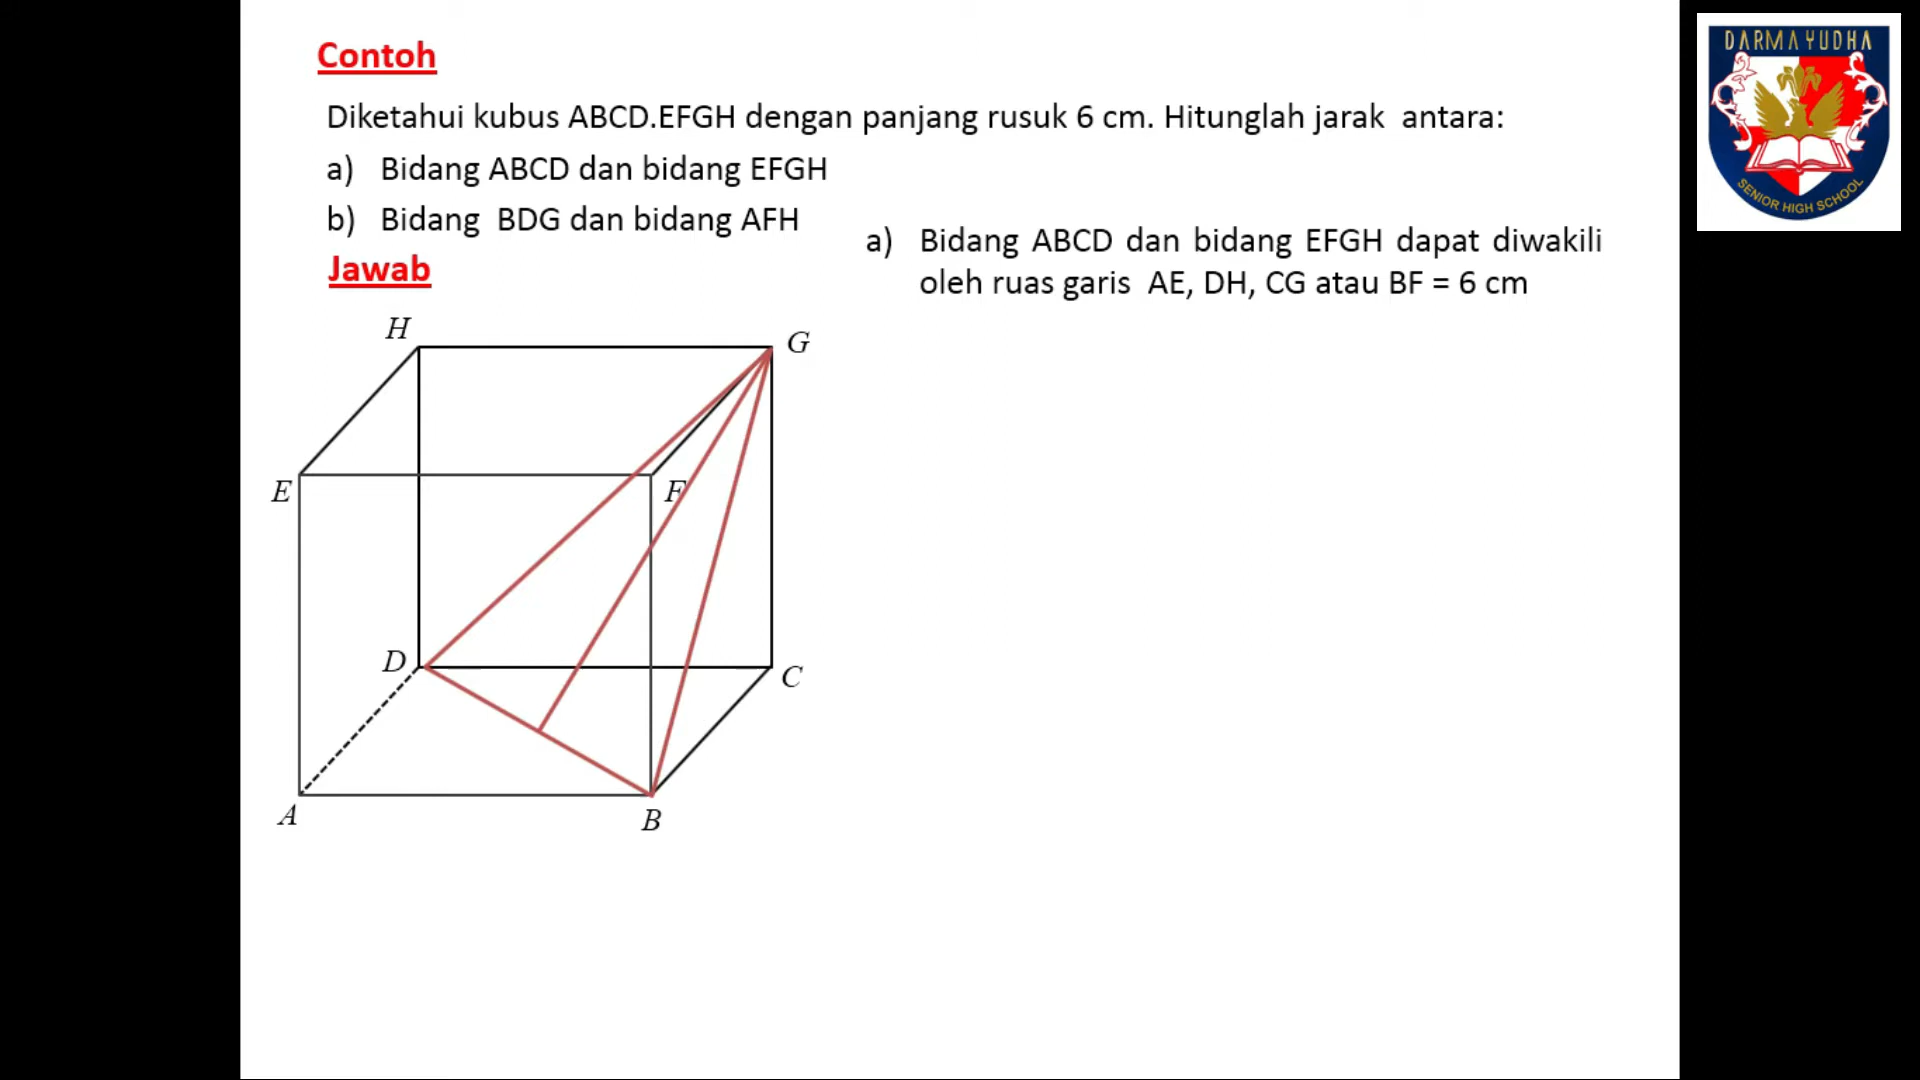 DARMA YUDHA
SENIOR HIGH SCHOOL
Contoh
Diketahui kubus ABCD.EFGH dengan panjang rusuk 6 cm. Hitunglah jarak antara:
a) Bidang ABCD dan bidang EFGH
b) Bidang BDG dan bidang AFH
Jawab
a) Bidang ABCD dan bidang EFGH dapat diwakili
oleh ruas garis AE, DH, CG atau BF = 6 cm
H
G
E
F
D
C
A
B